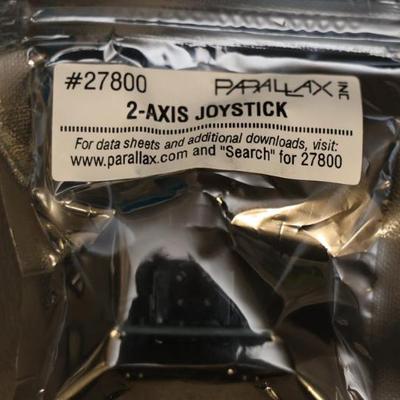 #27800 PARALLAX INC
2-AXIS JOYSTICK
For data sheets and additional downloads, visit:
www.parallax.com and "Search" for 27800